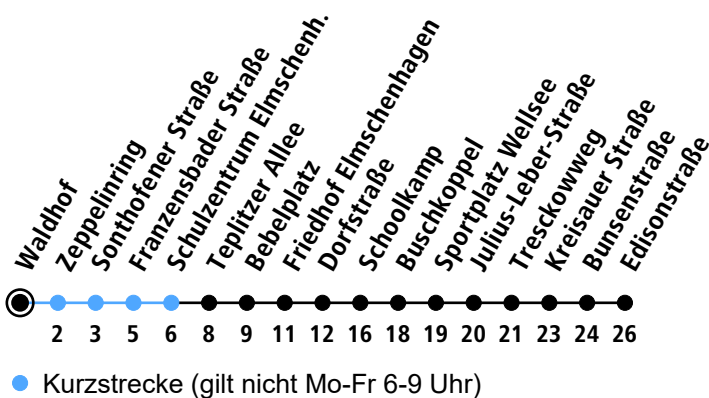 Waldhof
Zeppelinring
Sonthofener Straße
Franzensbader Straße
Schulzentrum Elmschenh.
Teplitzer Allee
Bebelplatz
Friedhof Elmschenhagen
Dorfstraße
Schoolkamp
Buschkoppel
Sportplatz Wellsee
Julius-Leber-Straße
Tresckowweg
Kreisauer Straße
Bunsenstraße
Edisonstraße
2 3 5 6 8 9 11 12 16 18 19 20 21 23 24 26
Kurzstrecke (gilt nicht Mo-Fr 6-9 Uhr)